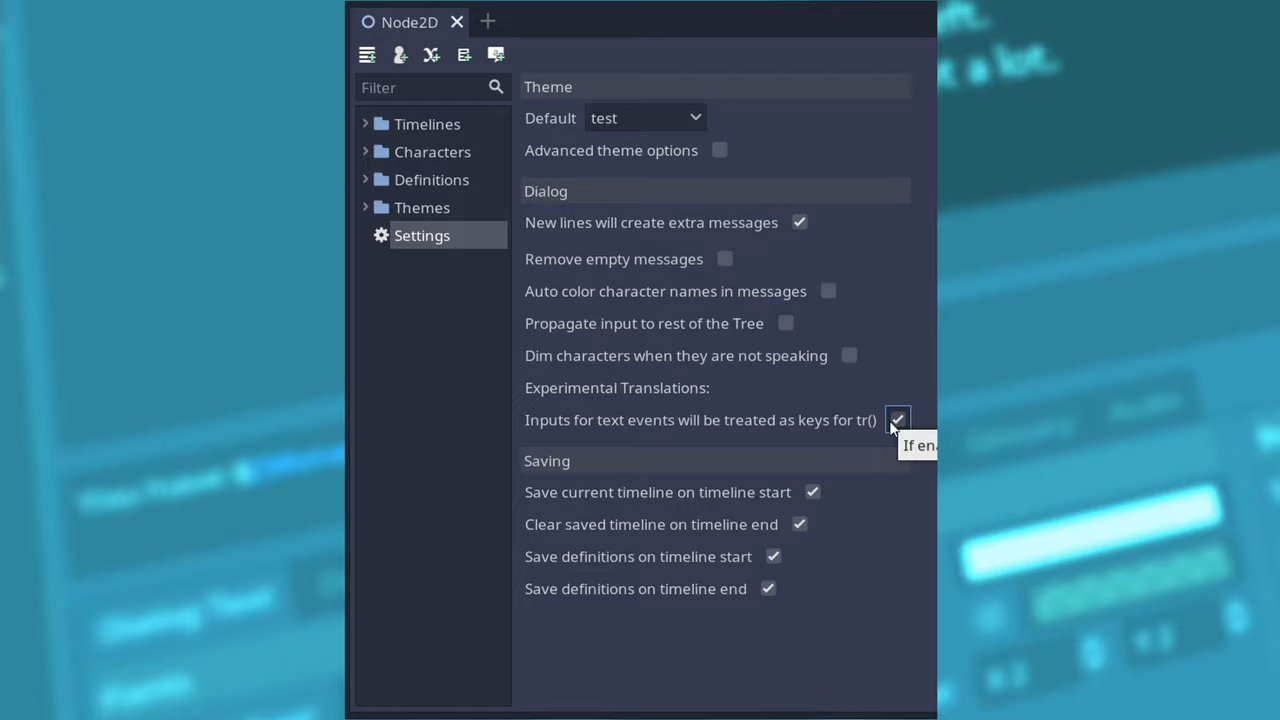 Node2D
Filter
Timelines
Characters
Definitions
Themes
Settings
Theme
Default test
Advanced theme options
Dialog
New lines will create extra messages
Remove empty messages
Auto color character names in messages
Propagate input to rest of the Tree
Dim characters when they are not speaking
Experimental Translations:
Inputs for text events will be treated as keys for tr()
If ena
Saving
Save current timeline on timeline start
Clear saved timeline on timeline end
Save definitions on timeline start
Save definitions on timeline end
a lot.